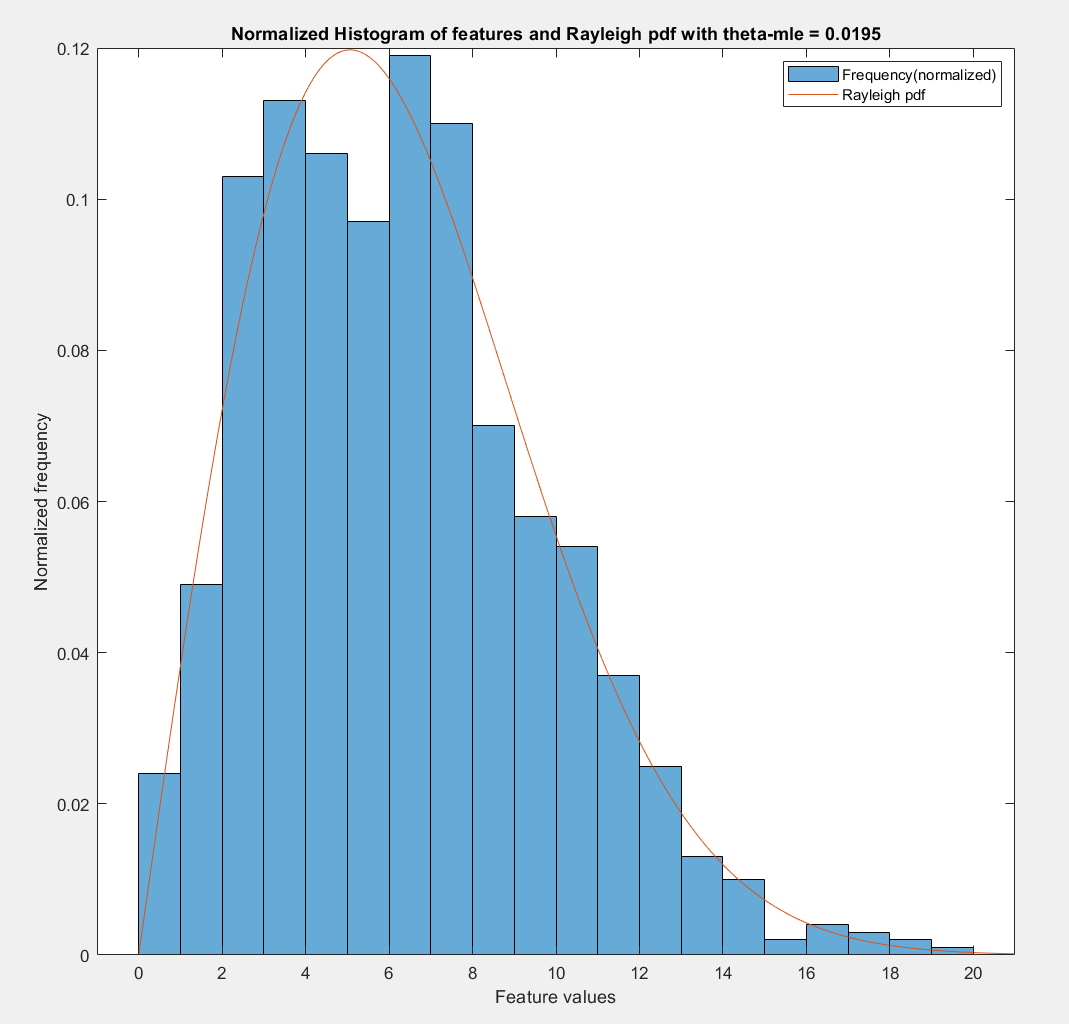 Normalized Histogram of features and Rayleigh pdf with theta-mle = 0.0195
Frequency(normalized)
Rayleigh pdf
0.12
0.1
0.08
0.06
0.04
0.02
0
Normalized frequency
0 2 4 6 8 10 12 14 16 18 20
Feature values